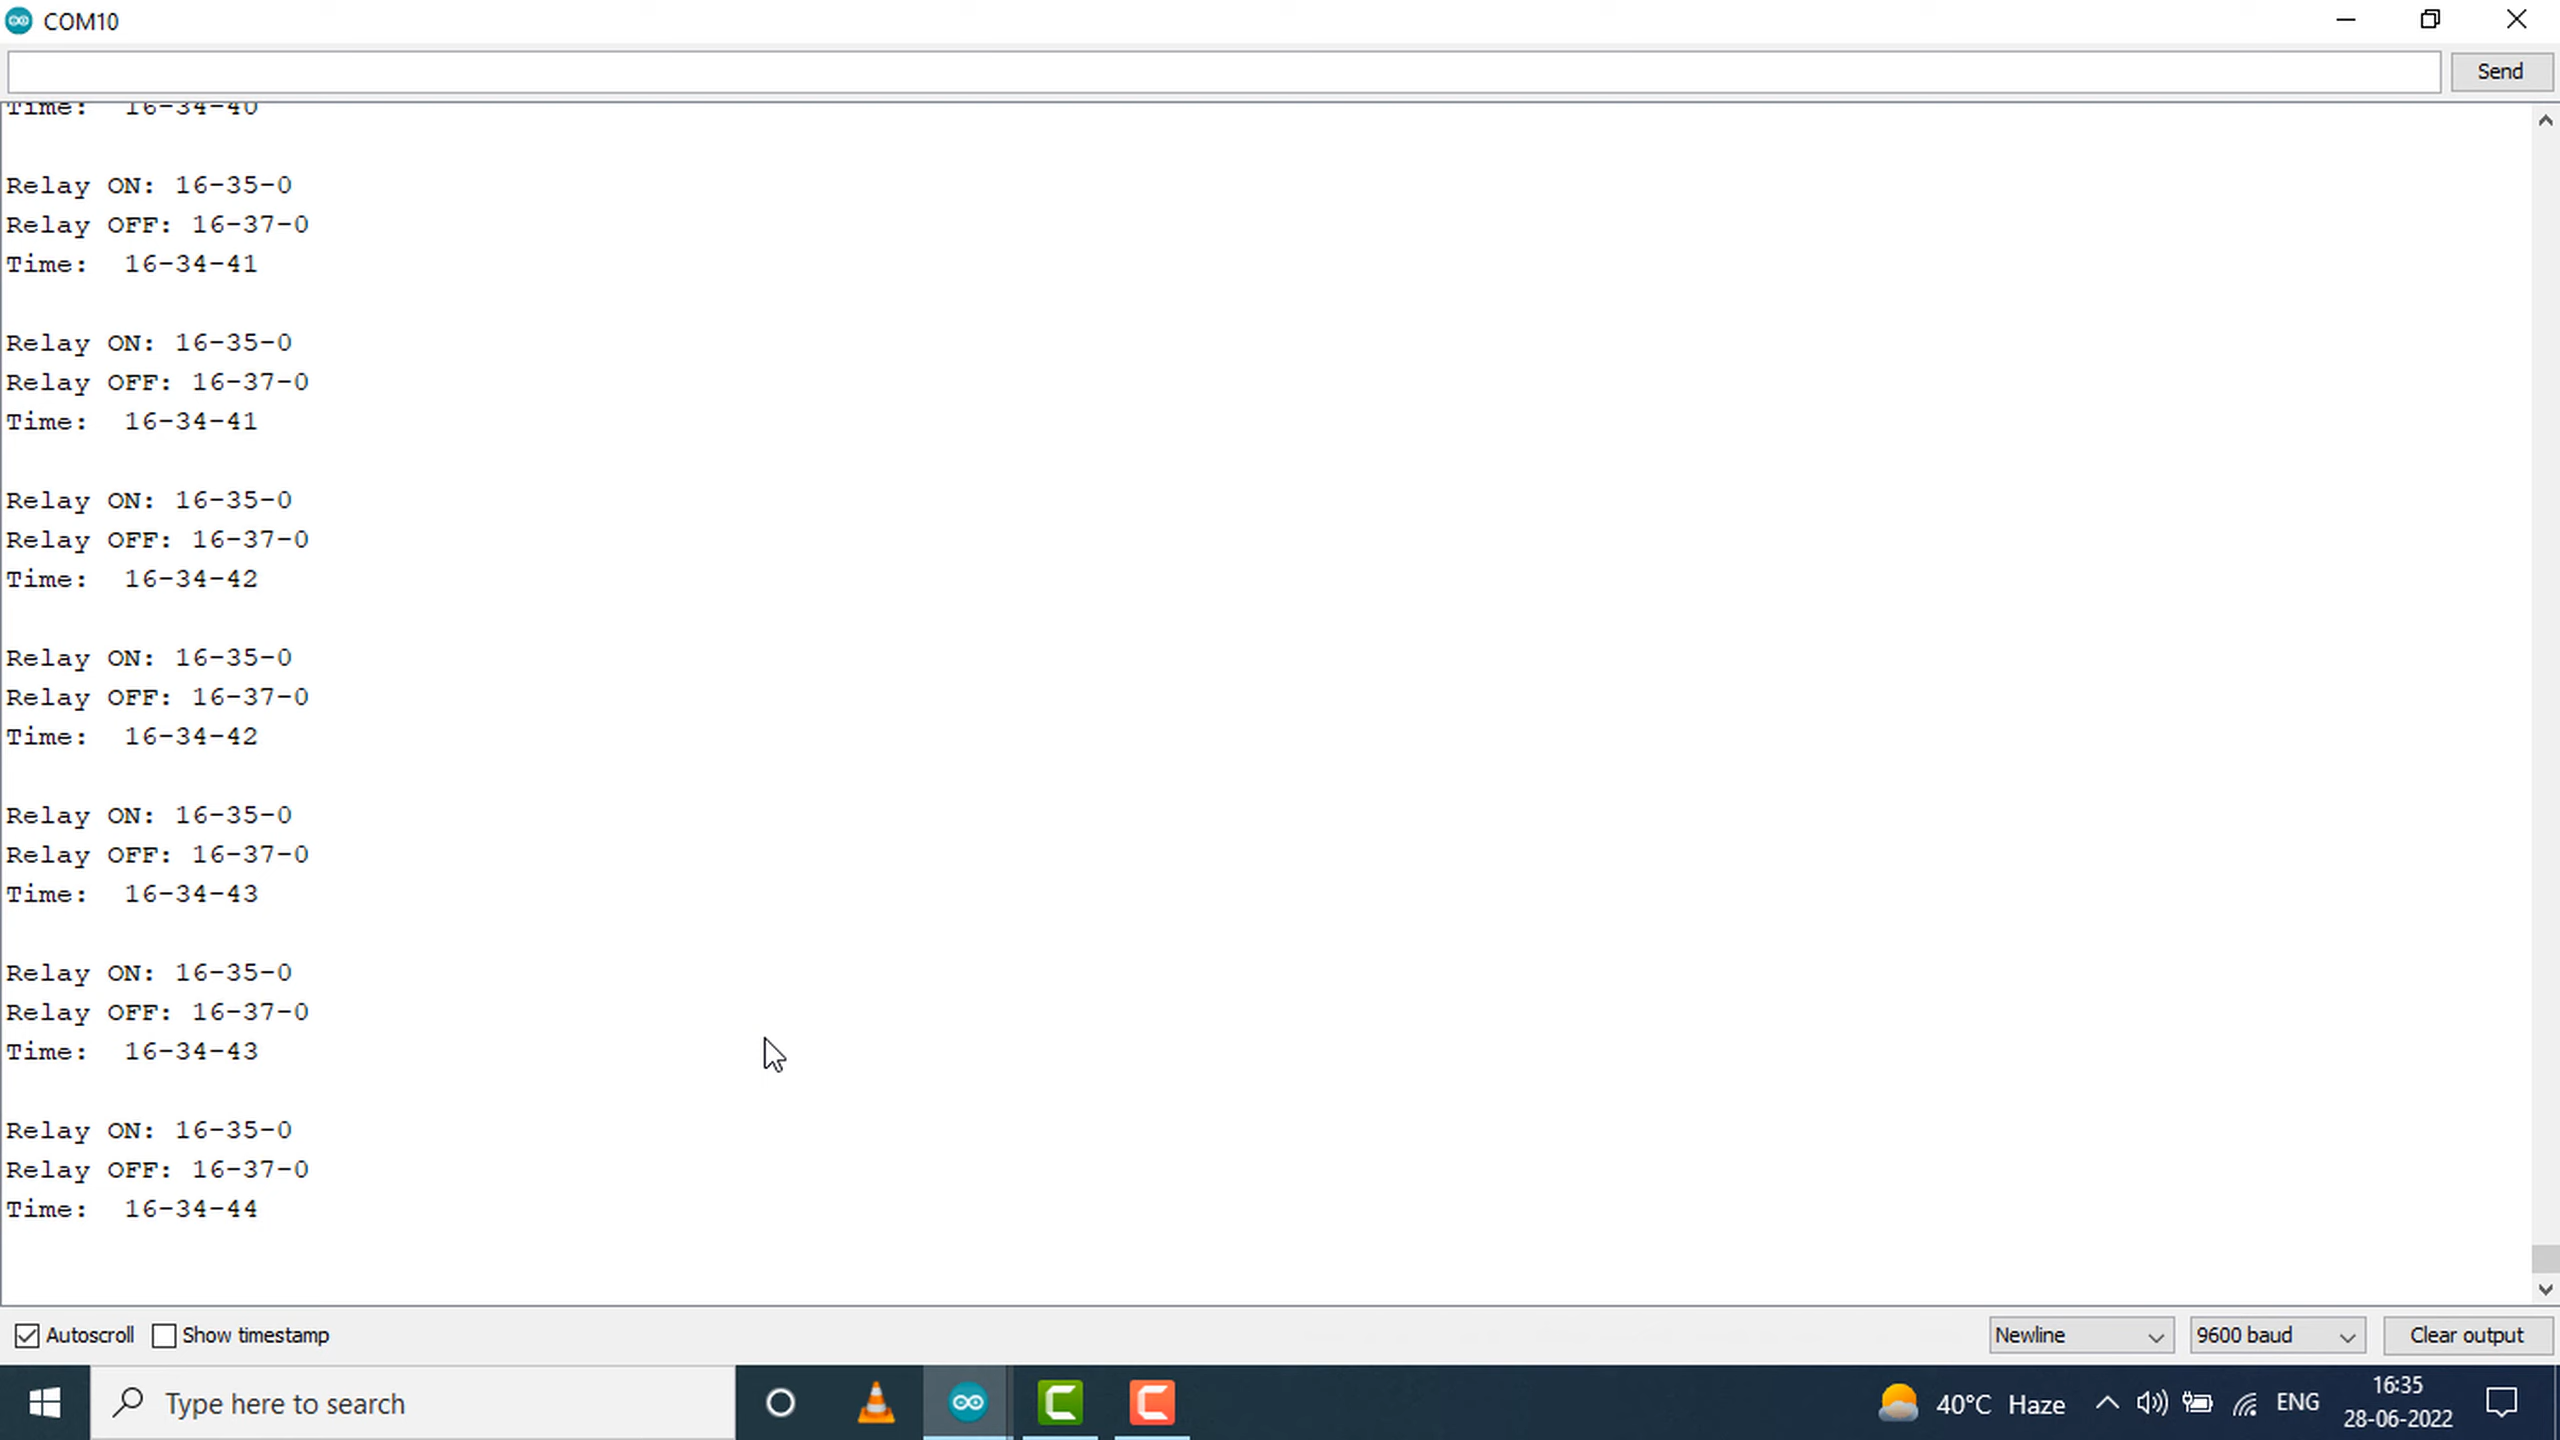 COM10
Send
Time:  16-34-40
Relay ON: 16-35-0
Relay OFF: 16-37-0
Time:  16-34-41
Relay ON: 16-35-0
Relay OFF: 16-37-0
Time:  16-34-41
Relay ON: 16-35-0
Relay OFF: 16-37-0
Time:  16-34-42
Relay ON: 16-35-0
Relay OFF: 16-37-0
Time:  16-34-42
Relay ON: 16-35-0
Relay OFF: 16-37-0
Time:  16-34-43
Relay ON: 16-35-0
Relay OFF: 16-37-0
Time:  16-34-43
Relay ON: 16-35-0
Relay OFF: 16-37-0
Time:  16-34-44
Autoscroll Show timestamp Newline 9600 baud Clear output
Type here to search 40°C Haze ENG 16:35
28-06-2022